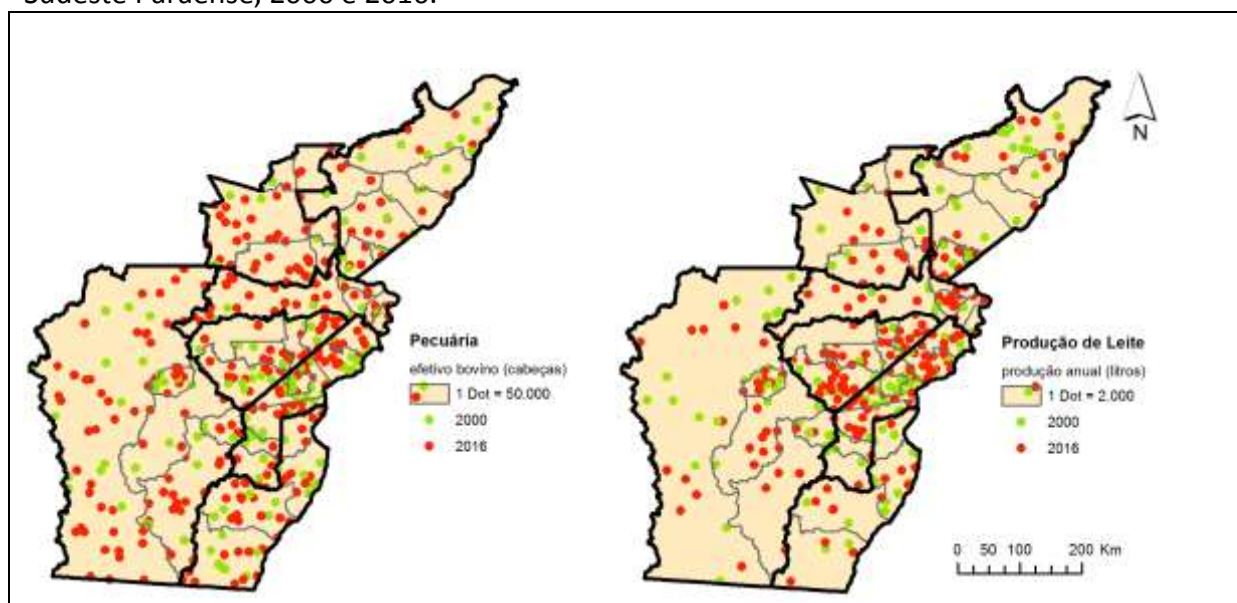 Sudeste Paraense, 2000 e 2016.
N
Pecuária
efetivo bovino (cabeças)
1 Dot = 50.000
2000
2016
Produção de Leite
produção anual (litros)
1 Dot = 2.000
2000
2016
0 50 100 200 Km